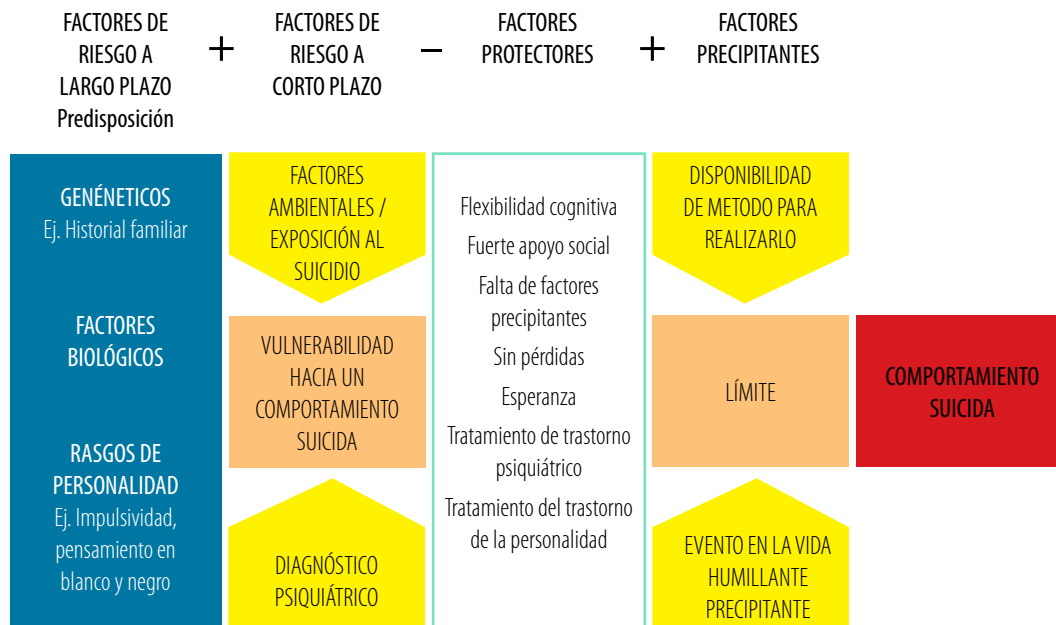 FACTORES DE
RIESGO A
LARGO PLAZO
Predisposición
+
FACTORES DE
RIESGO A
CORTO PLAZO
–
FACTORES
PROTECTORES
+
FACTORES
PRECIPITANTES
GENÉNETICOS
Ej. Historial familiar
FACTORES
BIOLÓGICOS
RASGOS DE
PERSONALIDAD
Ej. Impulsividad,
pensamiento en
blanco y negro
FACTORES
AMBIENTALES /
EXPOSICIÓN AL
SUICIDIO
VULNERABILIDAD
HACIA UN
COMPORTAMIENTO
SUICIDA
DIAGNÓSTICO
PSIQUIÁTRICO
Flexibilidad cognitiva
Fuerte apoyo social
Falta de factores
precipitantes
Sin pérdidas
Esperanza
Tratamiento de trastorno
psiquiátrico
Tratamiento del trastorno
de la personalidad
DISPONIBILIDAD
DE METODO PARA
REALIZARLO
LÍMITE
EVENTO EN LA VIDA
HUMILLANTE
PRECIPITANTE
COMPORTAMIENTO
SUICIDA